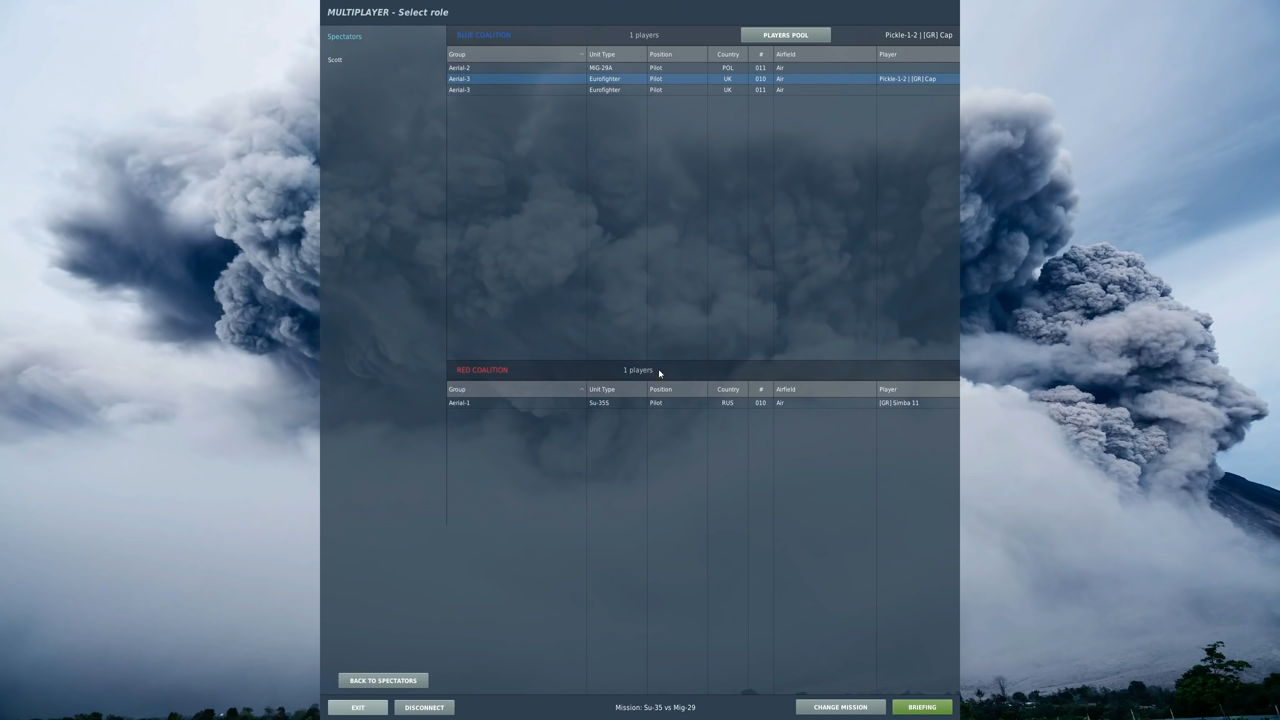 MULTIPLAYER - Select role
Spectators
Scott
BLUE COALITION 1 players PLAYERS POOL Pickle-1-2 | [GR] Cap
Group Unit Type Position Country # Airfield Player
Aerial-2 MiG-29A Pilot POL 011 Air
Aerial-3 Eurofighter Pilot UK 010 Air Pickle-1-2 | [GR] Cap
Aerial-3 Eurofighter Pilot UK 011 Air
RED COALITION 1 players
Group Unit Type Position Country # Airfield Player
Aerial-1 Su-35S Pilot RUS 010 Air [GR] Simba 11
BACK TO SPECTATORS
EXIT DISCONNECT Mission: Su-35 vs Mig-29 CHANGE MISSION BRIEFING